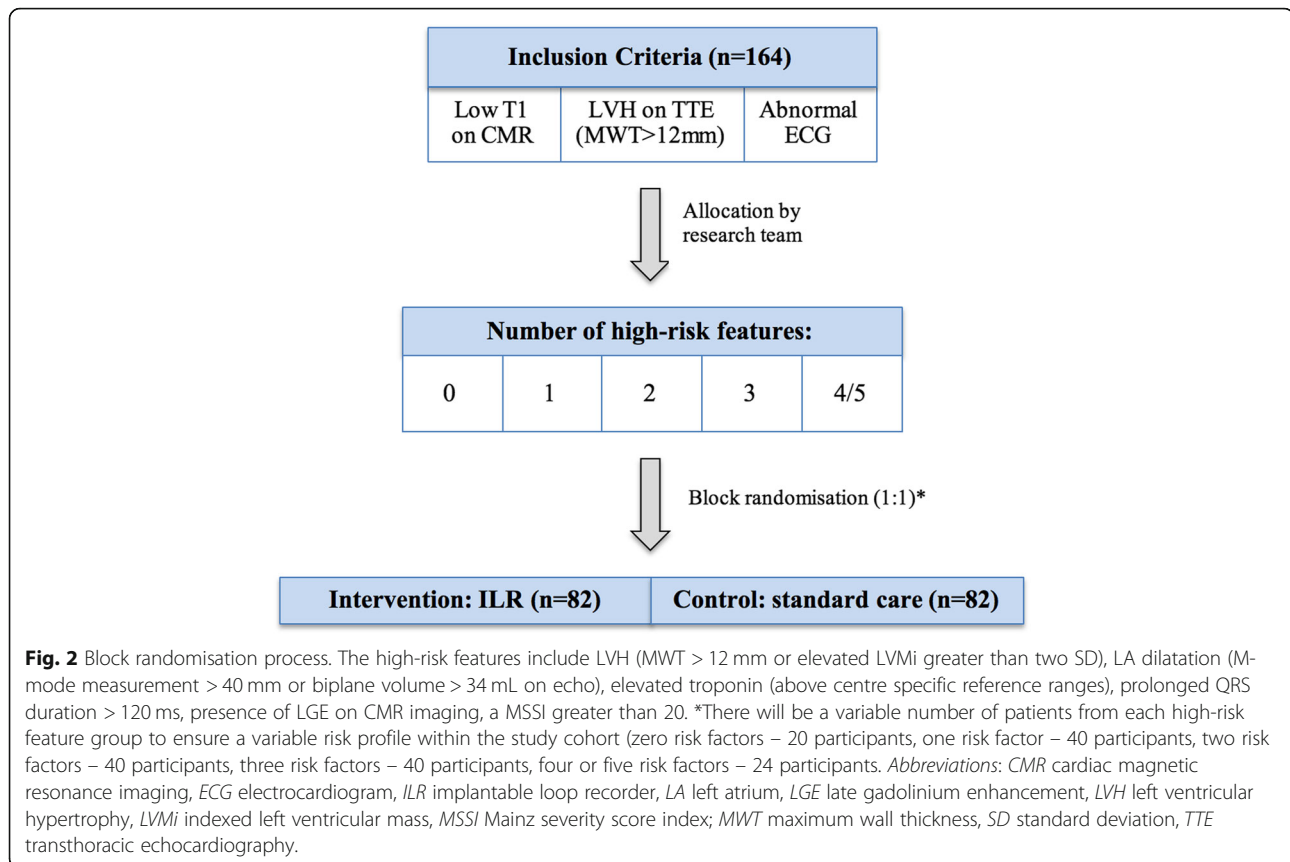 Inclusion Criteria (n=164)
Low T1
on CMR
LVH on TTE
(MWT>12mm)
Abnormal
ECG
Allocation by
research team
Number of high-risk features:
0 1 2 3 4/5
Block randomisation (1:1)*
Intervention: ILR (n=82) Control: standard care (n=82)
Fig. 2 Block randomisation process. The high-risk features include LVH (MWT > 12 mm or elevated LVMi greater than two SD), LA dilatation (M-
mode measurement > 40 mm or biplane volume > 34 mL on echo), elevated troponin (above centre specific reference ranges), prolonged QRS
duration > 120 ms, presence of LGE on CMR imaging, a MSSI greater than 20. *There will be a variable number of patients from each high-risk
feature group to ensure a variable risk profile within the study cohort (zero risk factors – 20 participants, one risk factor – 40 participants, two risk
factors – 40 participants, three risk factors – 40 participants, four or five risk factors – 24 participants. Abbreviations: CMR cardiac magnetic
resonance imaging, ECG electrocardiogram, ILR implantable loop recorder, LA left atrium, LGE late gadolinium enhancement, LVH left ventricular
hypertrophy, LVMi indexed left ventricular mass, MSSI Mainz severity score index; MWT maximum wall thickness, SD standard deviation, TTE
transthoracic echocardiography.